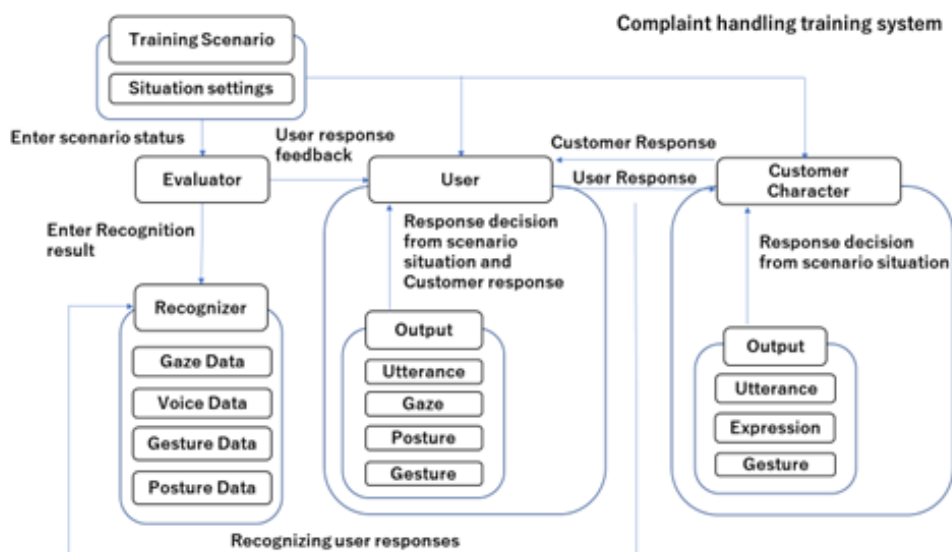 Complaint handling training system
Training Scenario
Situation settings
Enter scenario status
User response
feedback
Customer Response
Evaluator
User
User Response
Customer
Character
Enter Recognition
result
Response decision
from scenario
situation and
Customer response
Response decision
from scenario situation
Recognizer
Gaze Data
Voice Data
Gesture Data
Posture Data
Output
Utterance
Gaze
Posture
Gesture
Output
Utterance
Expression
Gesture
Recognizing user responses